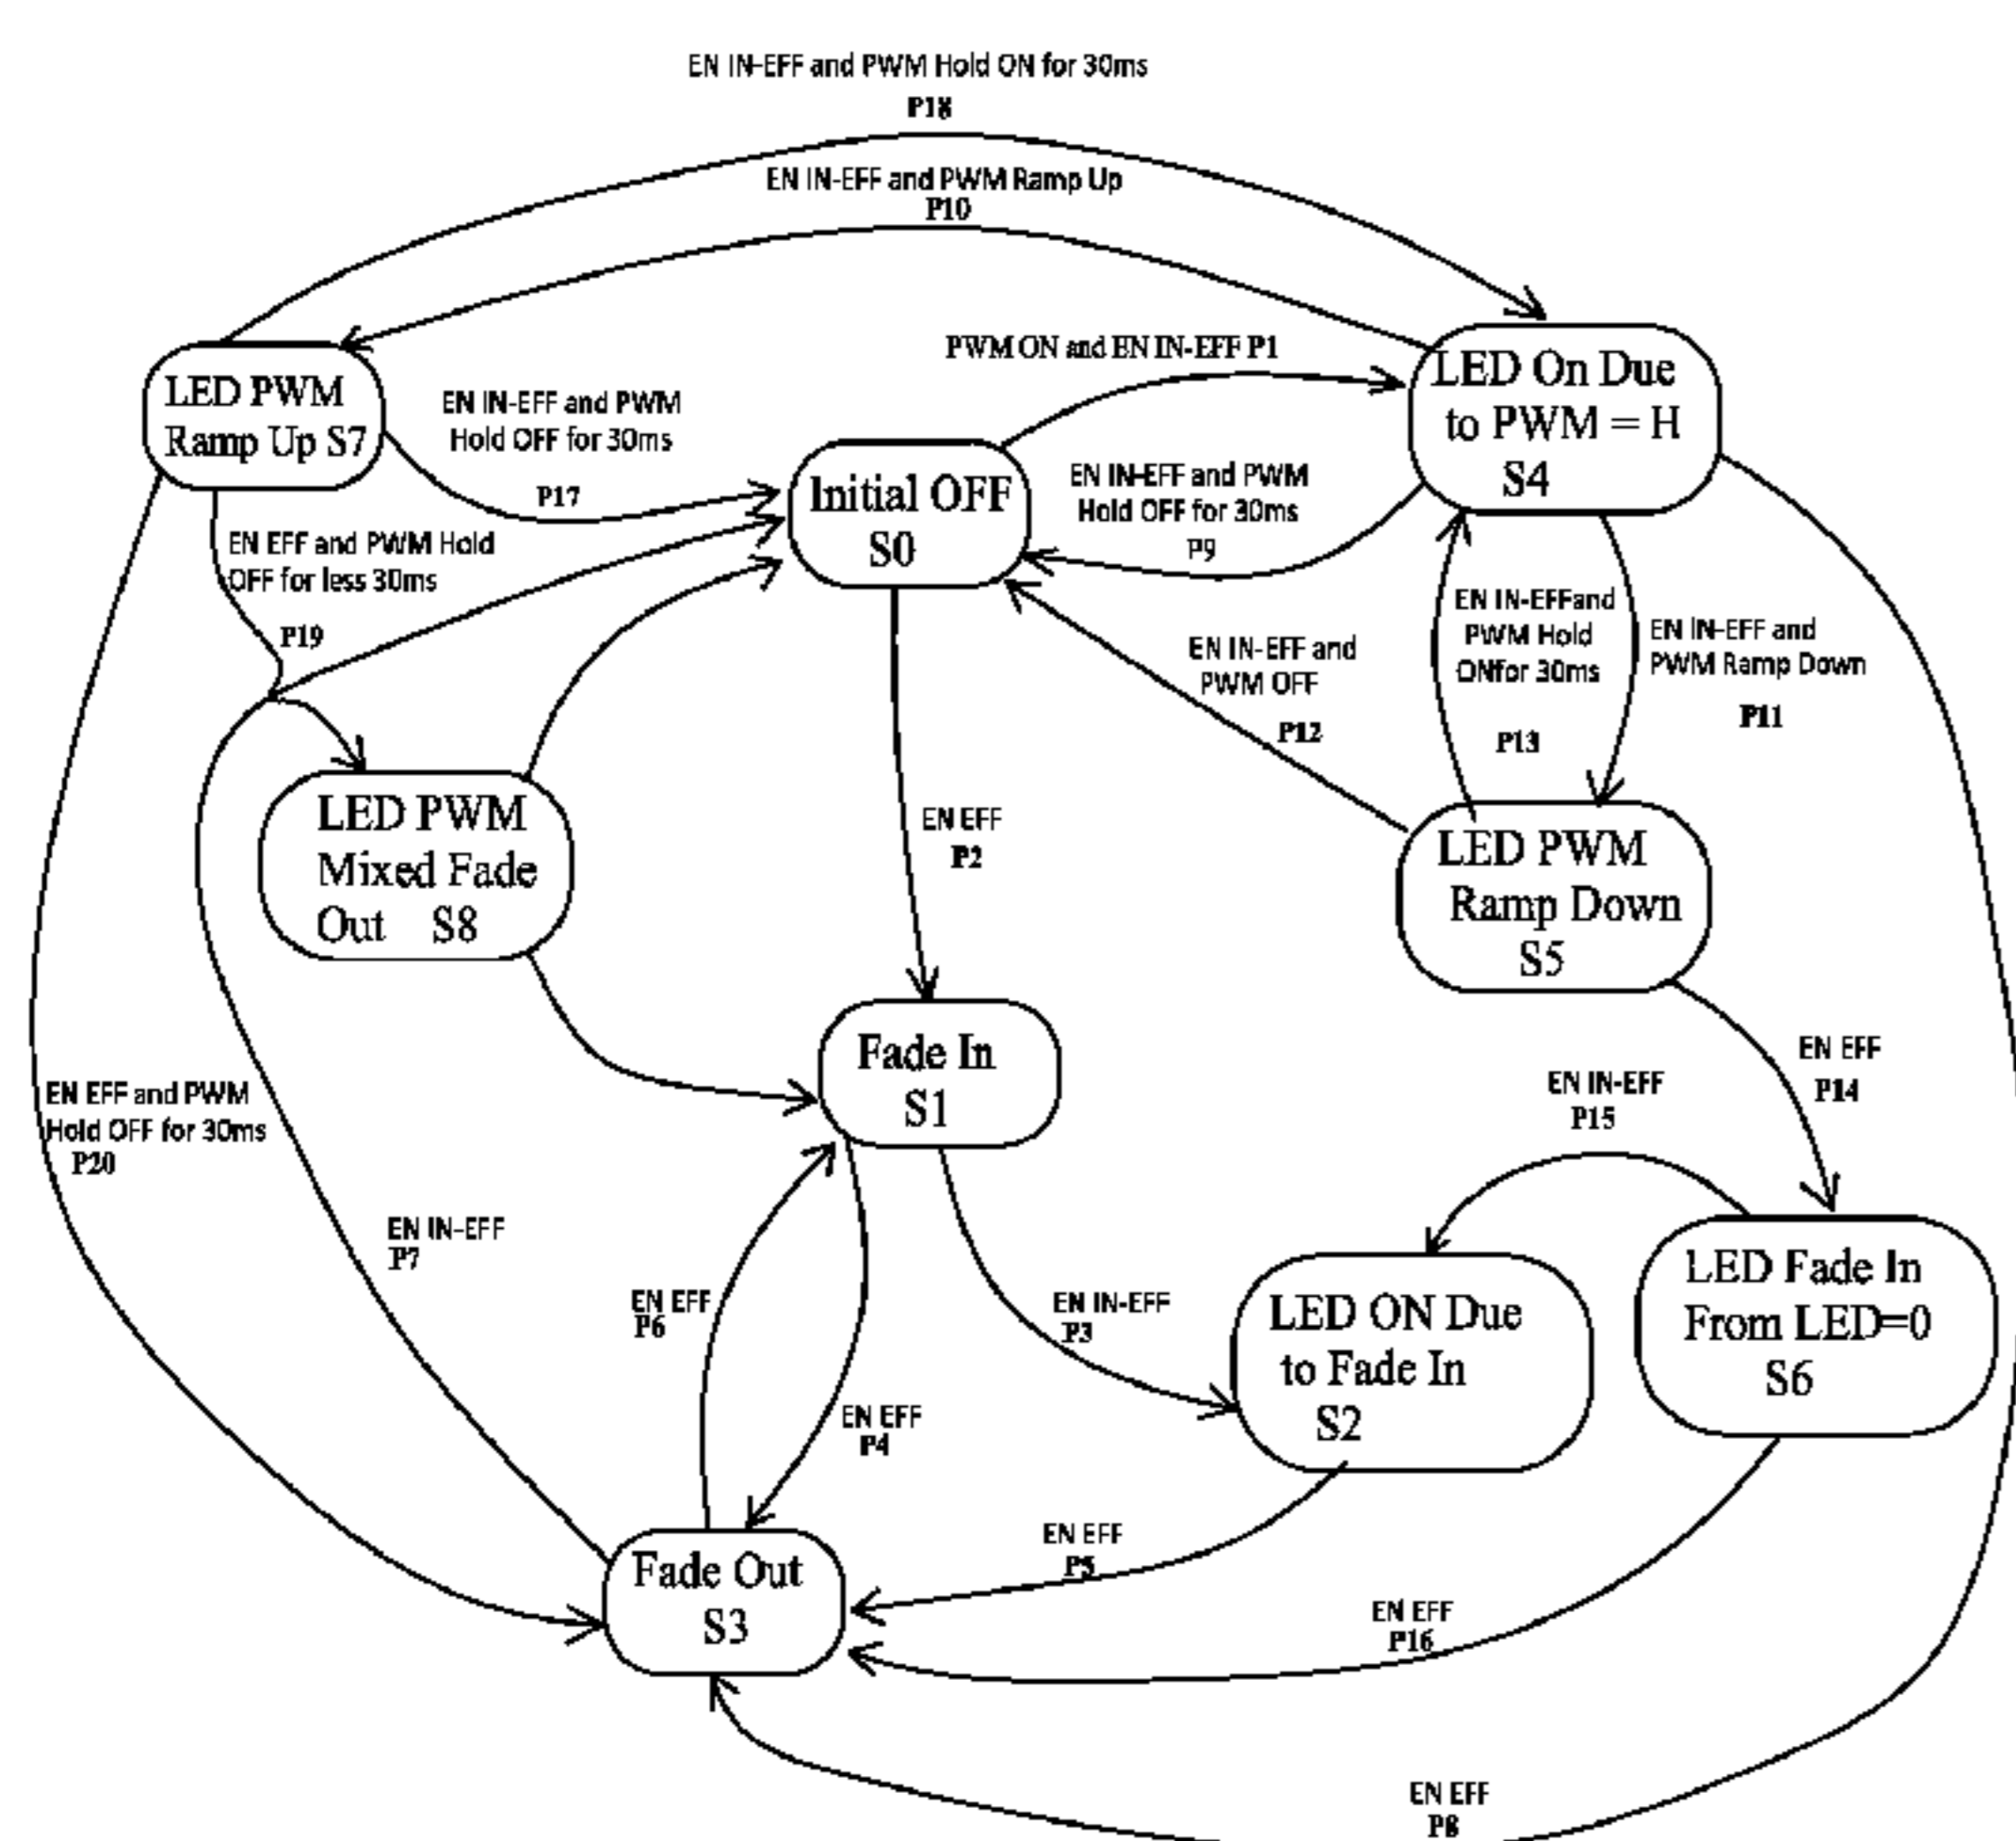 EN IN-EFF and PWM Hold ON for 30ms
P18
EN IN-EFF and PWM Ramp Up
P10
PWM ON and EN IN-EFF P1
LED On Due
to PWM = H
S4
LED PWM
Ramp Up S7
EN IN-EFF and PWM
Hold OFF for 30ms
P17
Initial OFF
S0
EN IN-EFF and PWM
Hold OFF for 30ms
P9
EN EFF and PWM Hold
OFF for less 30ms
P19
EN IN-EFFand
PWM Hold
ONfor 30ms
P13
EN IN-EFF and
PWM Ramp Down
P11
EN IN-EFF and
PWM OFF
P12
LED PWM
Mixed Fade
Out S8
EN EFF
P2
LED PWM
Ramp Down
S5
Fade In
S1
EN EFF
P14
EN IN-EFF
P15
EN EFF and PWM
Hold OFF for 30ms
P20
EN IN-EFF
P7
EN EFF
P6
EN IN-EFF
P3
LED ON Due
to Fade In
S2
LED Fade In
From LED=0
S6
EN EFF
P4
EN EFF
P5
Fade Out
S3
EN EFF
P16
EN EFF
P8